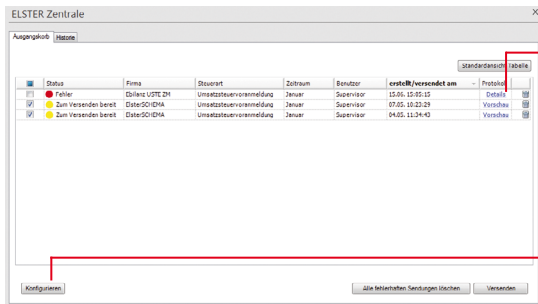 ELSTER Zentrale
X
Ausgangskorb Historie
Standardansicht Tabelle
Status Firma Steuerart Zeitraum Benutzer erstellt/versendet am Protokoll
Fehler Ebilanz USTE ZM Umsatzsteuervoranmeldung Januar Supervisor 15.06. 15:05:15 Details
Zum Versenden bereit ElsterSCHEMA Umsatzsteuervoranmeldung Januar Supervisor 07.05. 10:23:29 Vorschau
Zum Versenden bereit ElsterSCHEMA Umsatzsteuervoranmeldung Januar Supervisor 04.05. 11:34:43 Vorschau
Konfigurieren Alle fehlerhaften Sendungen löschen Versenden